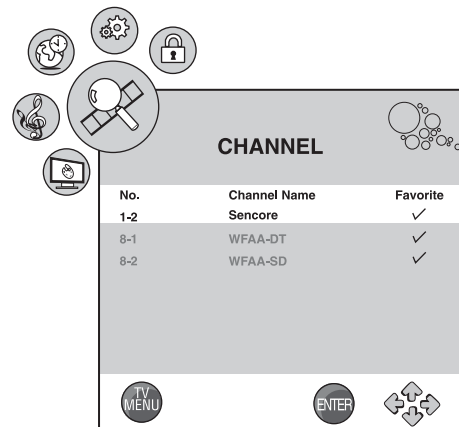 CHANNEL
No. Channel Name Favorite
1-2 Sencore ✓
8-1 WFAA-DT ✓
8-2 WFAA-SD ✓
TV
MENU ENTER